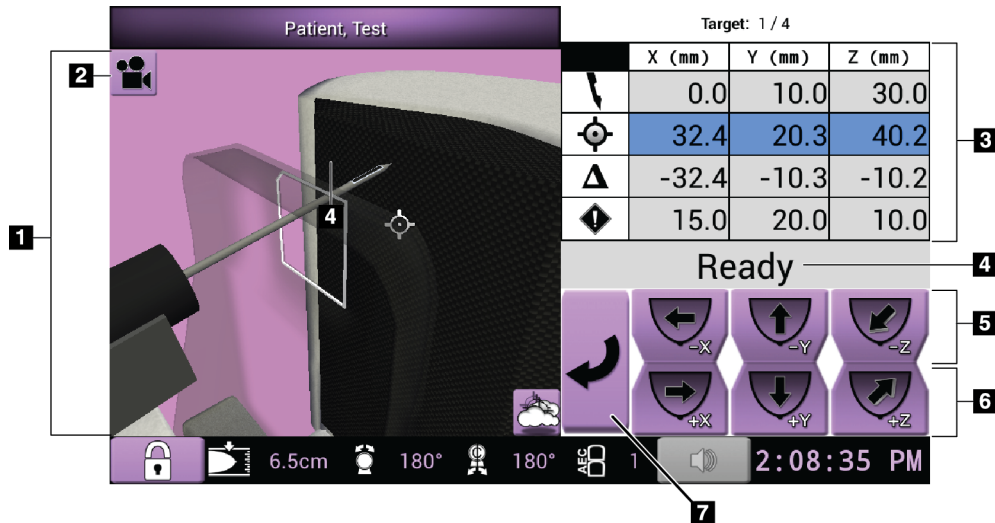 Patient, Test
Target: 1 / 4
X (mm) Y (mm) Z (mm)
0.0 10.0 30.0
32.4 20.3 40.2
Δ -32.4 -10.3 -10.2
15.0 20.0 10.0
Ready
-X -Y -Z
+X +Y +Z
6.5cm 180° 180° AEC 1 2:08:35 PM
1
2
3
4
4
5
6
7